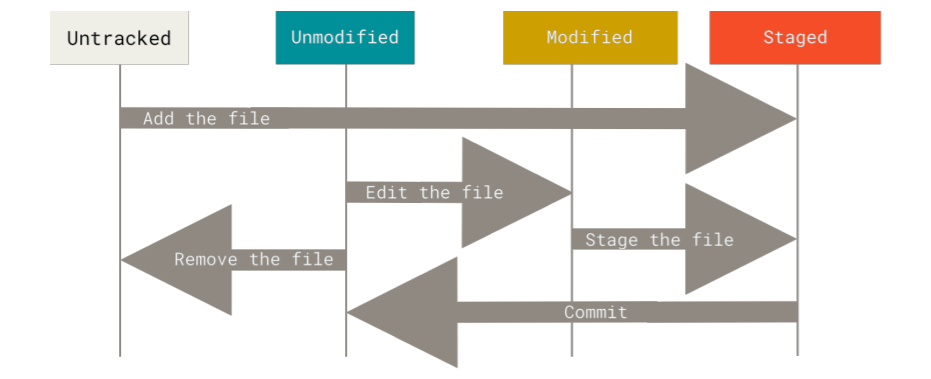 Untracked
Unmodified
Modified
Staged
Add the file
Edit the file
Stage the file
Remove the file
Commit